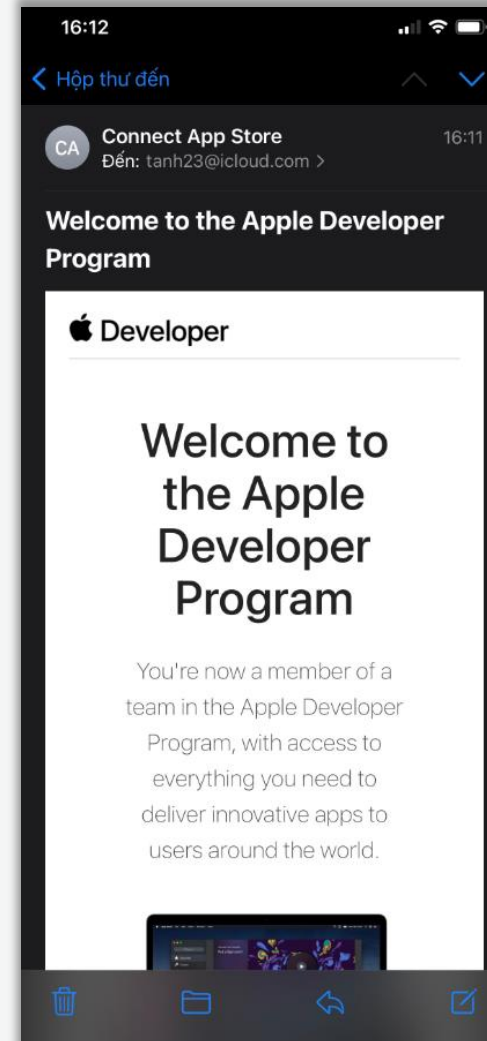 16:12
Hộp thư đến
CA
Connect App Store
16:11
Đến: tanh23@icloud.com >
Welcome to the Apple Developer
Program
Developer
Welcome to
the Apple
Developer
Program
You're now a member of a
team in the Apple Developer
Program, with access to
everything you need to
deliver innovative apps to
users around the world.